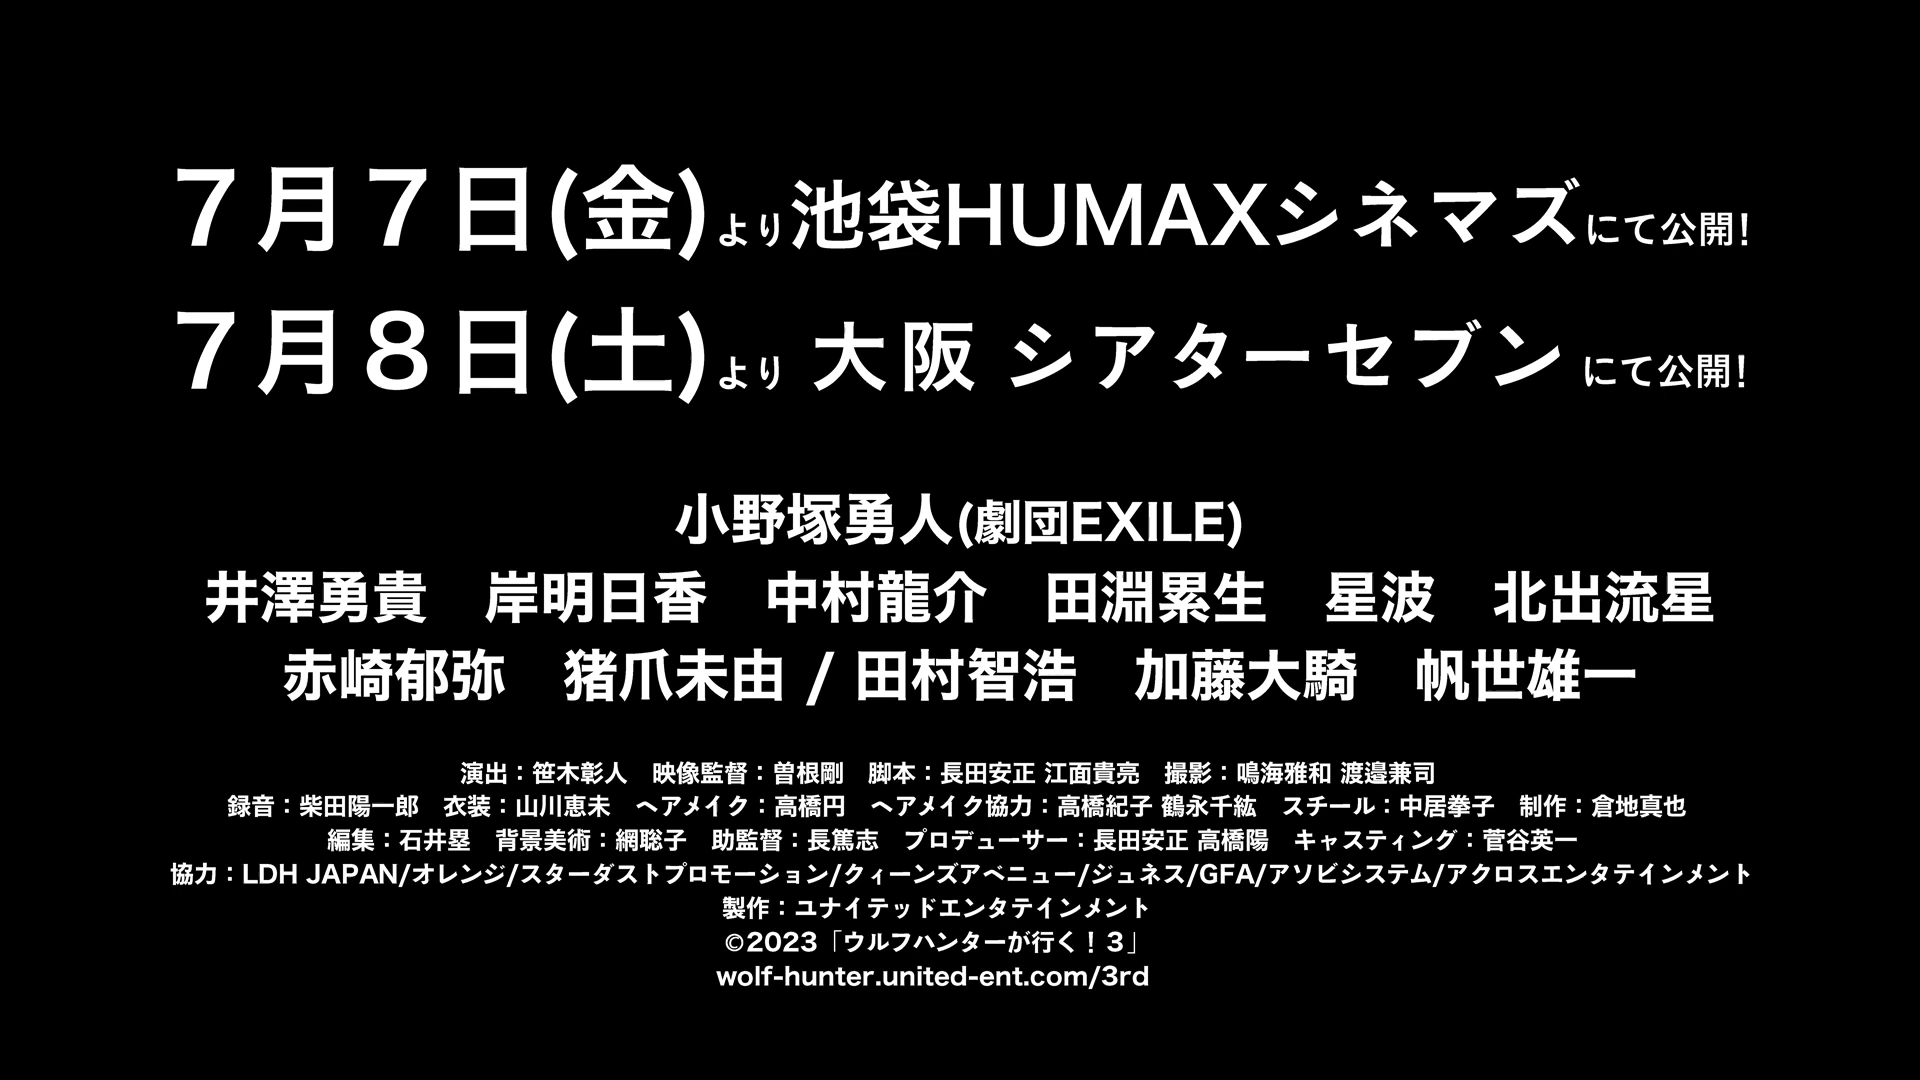 ７月７日(金)より池袋HUMAXシネマズにて公開!
７月８日(土)より 大阪 シアターセブン にて公開!
小野塚勇人(劇団EXILE)
井澤勇貴　岸明日香　中村龍介　田淵累生　星波　北出流星
赤崎郁弥　猪爪未由 / 田村智浩　加藤大騎　帆世雄一
演出：笹木彰人　映像監督：曽根剛　脚本：長田安正 江面貴亮　撮影：鳴海雅和 渡邉兼司
録音：柴田陽一郎　衣装：山川恵未　ヘアメイク：高橋円　ヘアメイク協力：高橋紀子 鶴永千紘　スチール：中居拳子　制作：倉地真也
編集：石井塁　背景美術：網聡子　助監督：長篤志　プロデューサー：長田安正 高橋陽　キャスティング：菅谷英一
協力：LDH JAPAN/オレンジ/スターダストプロモーション/クィーンズアベニュー/ジュネス/GFA/アソビシステム/アクロスエンタテインメント
製作：ユナイテッドエンタテインメント
©2023「ウルフハンターが行く！３」
wolf-hunter.united-ent.com/3rd